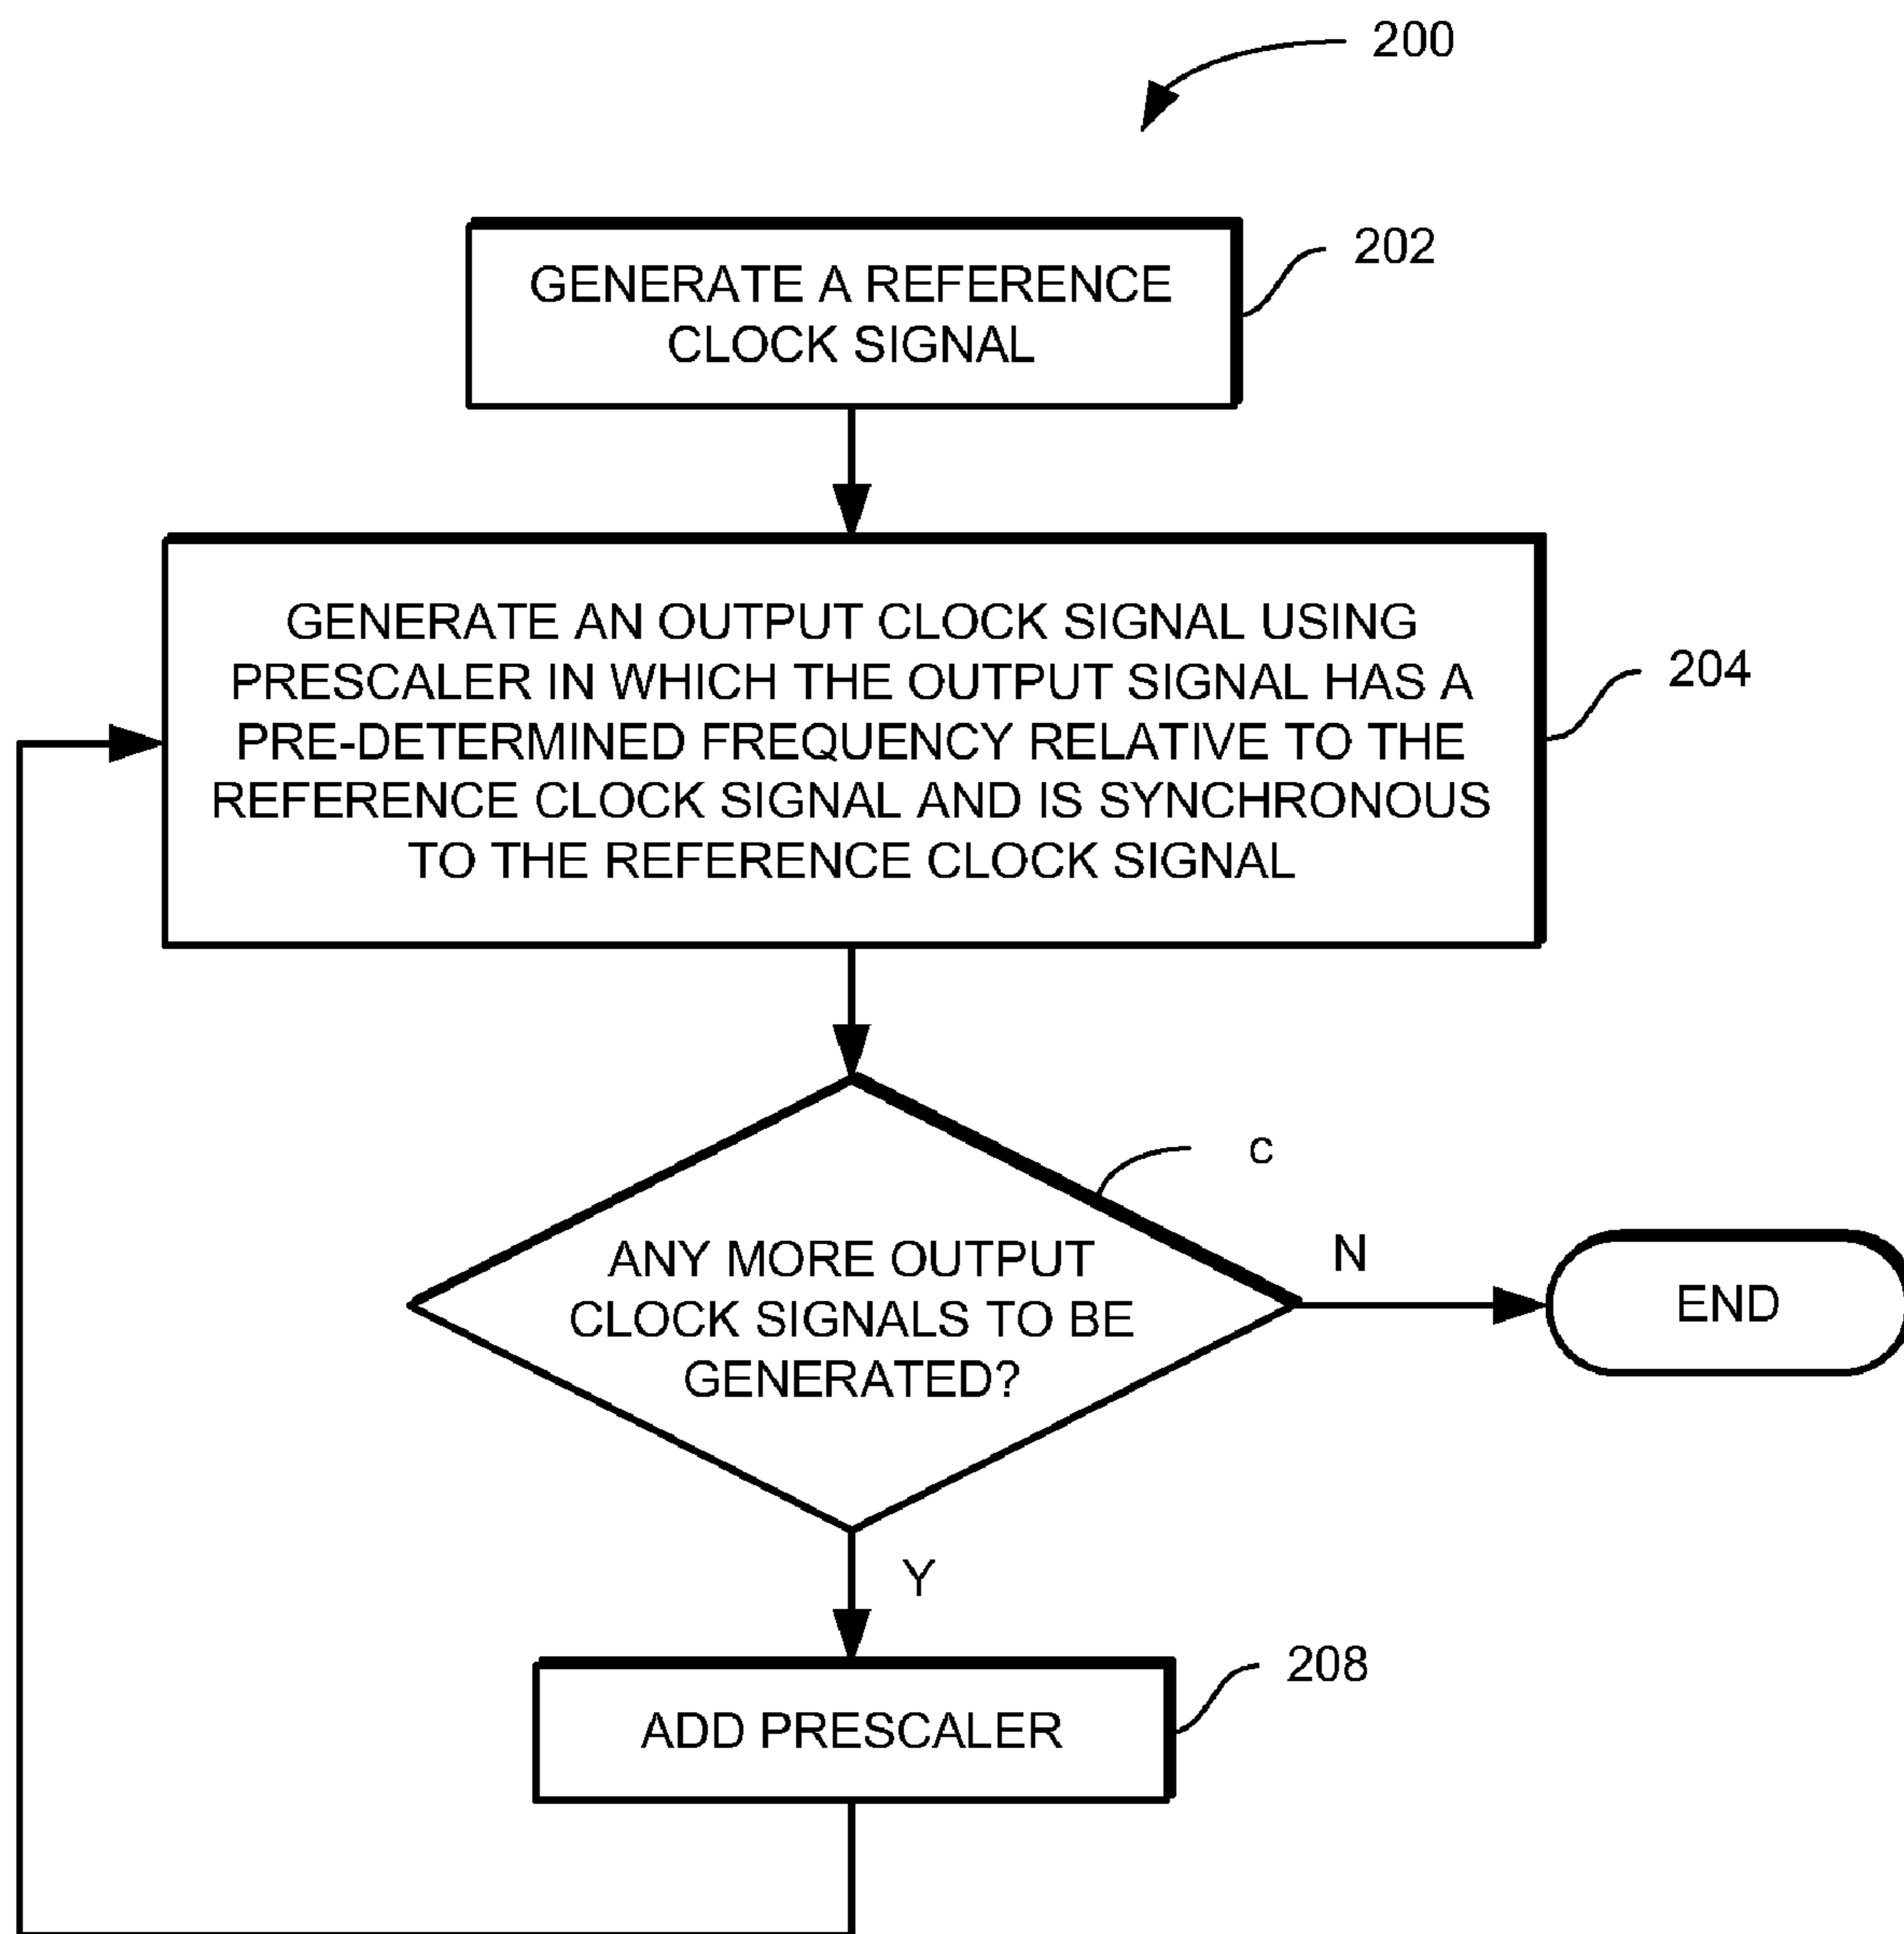 200
GENERATE A REFERENCE
CLOCK SIGNAL
202
GENERATE AN OUTPUT CLOCK SIGNAL USING
PRESCALER IN WHICH THE OUTPUT SIGNAL HAS A
PRE-DETERMINED FREQUENCY RELATIVE TO THE
REFERENCE CLOCK SIGNAL AND IS SYNCHRONOUS
TO THE REFERENCE CLOCK SIGNAL
204
c
ANY MORE OUTPUT
CLOCK SIGNALS TO BE
GENERATED?
N
END
Y
208
ADD PRESCALER